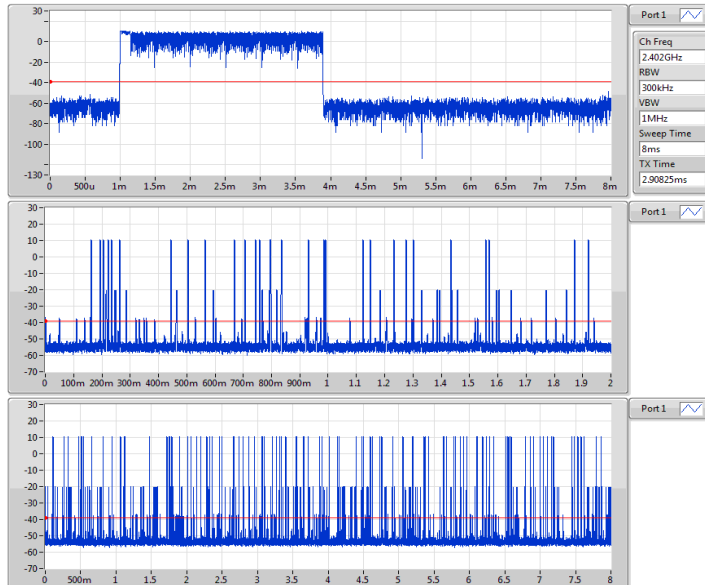 Port 1
30
0
-20
-40
-60
-80
-100
-130
0 500u 1m 1.5m 2m 2.5m 3m 3.5m 4m 4.5m 5m 5.5m 6m 6.5m 7m 7.5m 8m
Ch Freq
2.402GHz
RBW
300kHz
VBW
1MHz
Sweep Time
8ms
TX Time
2.90825ms
Port 1
30
20
10
0
-10
-20
-30
-40
-50
-60
-70
0 100m 200m 300m 400m 500m 600m 700m 800m 900m 1 1.1 1.2 1.3 1.4 1.5 1.6 1.7 1.8 1.9 2
Port 1
30
20
10
0
-10
-20
-30
-40
-50
-60
-70
0 500m 1 1.5 2 2.5 3 3.5 4 4.5 5 5.5 6 6.5 7 7.5 8